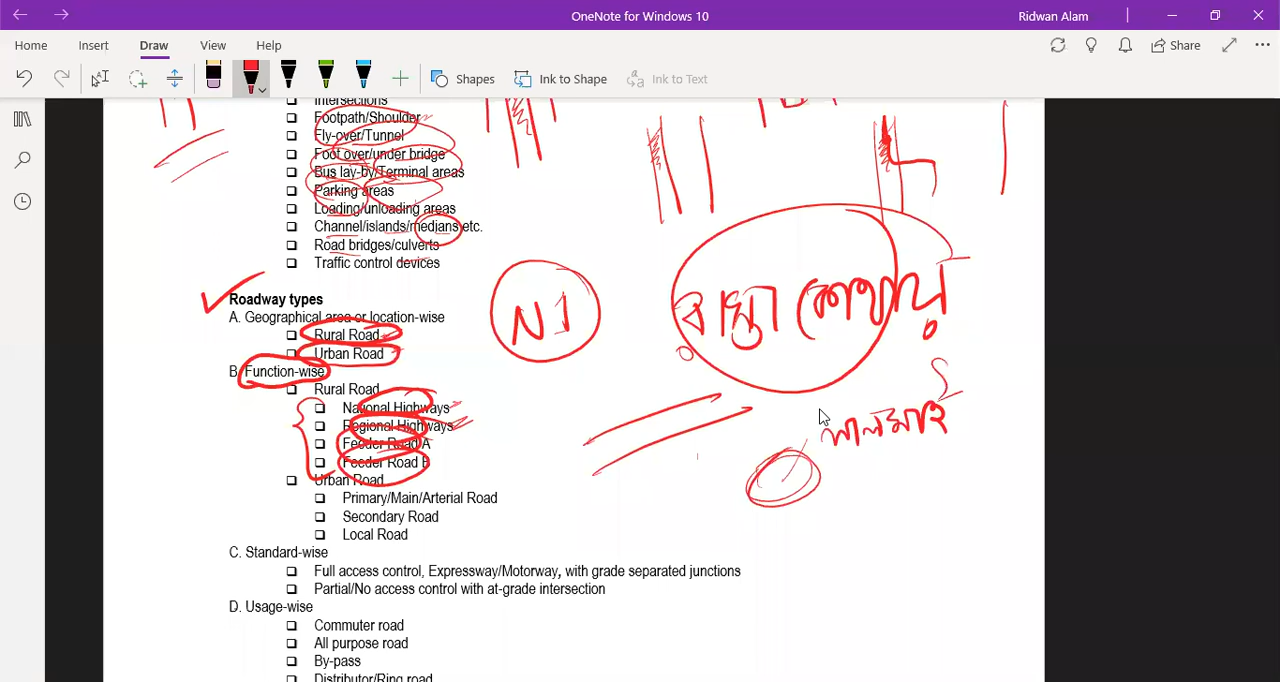 OneNote for Windows 10
Ridwan Alam
Home Insert Draw View Help
Share
Shapes Ink to Shape Ink to Text
Intersections
Footpath/Shoulder
Fly-over/Tunnel
Foot over/under bridge
Bus lay-by/Terminal areas
Parking areas
Loading/unloading areas
Channel/islands/medians etc.
Road bridges/culverts
Traffic control devices
Roadway types
A. Geographical area or location-wise
Rural Road
Urban Road
N1
রাস্তা কোথায়
B. Function-wise
Rural Road
National Highways
Regional Highways
Feeder Road A
Feeder Road B
লালমাই
Urban Road
Primary/Main/Arterial Road
Secondary Road
Local Road
C. Standard-wise
Full access control, Expressway/Motorway, with grade separated junctions
Partial/No access control with at-grade intersection
D. Usage-wise
Commuter road
All purpose road
By-pass
Distributor/Ring road